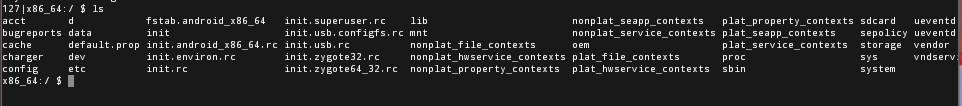 127|x86_64:/ $ ls
acct d fstab.android_x86_64 init.superuser.rc lib nonplat_seapp_contexts plat_property_contexts sdcard ueventd
bugreports data init init.usb.configfs.rc mnt nonplat_service_contexts plat_seapp_contexts sepolicy ueventd
cache default.prop init.android_x86_64.rc init.usb.rc nonplat_file_contexts oem plat_service_contexts storage vendor
charger dev init.environ.rc init.zygote32.rc nonplat_hwservice_contexts plat_file_contexts proc sys vndserv
config etc init.rc init.zygote64_32.rc nonplat_property_contexts plat_hwservice_contexts sbin system
x86_64:/ $